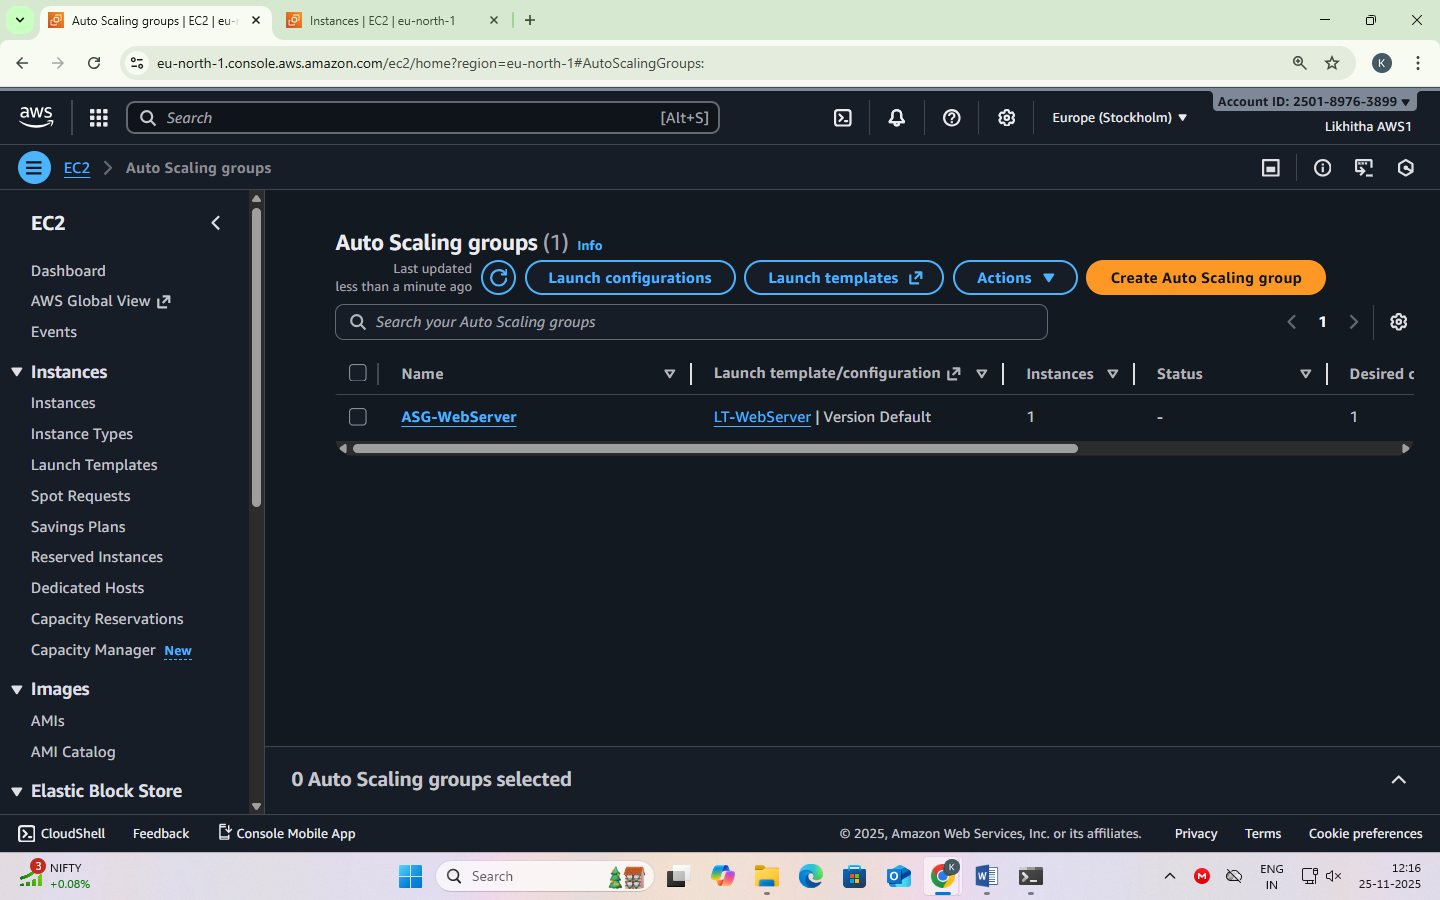 Auto Scaling groups | EC2 | eu-n
Instances | EC2 | eu-north-1
eu-north-1.console.aws.amazon.com/ec2/home?region=eu-north-1#AutoScalingGroups:
K
aws
Search
[Alt+S]
Europe (Stockholm)
Account ID: 2501-8976-3899
Likhitha AWS1
EC2
Auto Scaling groups
EC2
Dashboard
AWS Global View
Events
Instances
Instances
Instance Types
Launch Templates
Spot Requests
Savings Plans
Reserved Instances
Dedicated Hosts
Capacity Reservations
Capacity Manager New
Images
AMIs
AMI Catalog
Elastic Block Store
Auto Scaling groups (1) Info
Last updated
less than a minute ago
Launch configurations
Launch templates
Actions
Create Auto Scaling group
Search your Auto Scaling groups
1
Name
Launch template/configuration
Instances
Status
Desired c
ASG-WebServer
LT-WebServer | Version Default
1
-
1
0 Auto Scaling groups selected
CloudShell
Feedback
Console Mobile App
© 2025, Amazon Web Services, Inc. or its affiliates.
Privacy
Terms
Cookie preferences
3
NIFTY
+0.08%
Search
K
M
ENG
IN
12:16
25-11-2025